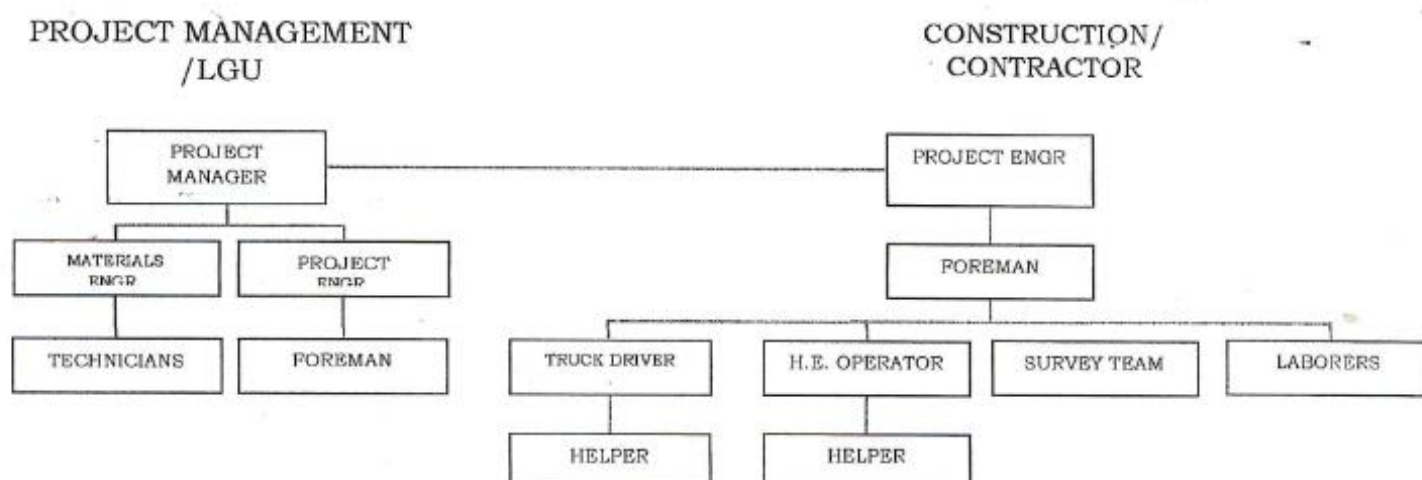 PROJECT MANAGEMENT
/LGU
CONSTRUCTION/
CONTRACTOR
PROJECT
MANAGER
PROJECT ENGR
MATERIALS
ENGR
PROJECT
ENGR
FOREMAN
TECHNICIANS
FOREMAN
TRUCK DRIVER
H.E. OPERATOR
SURVEY TEAM
LABORERS
HELPER
HELPER